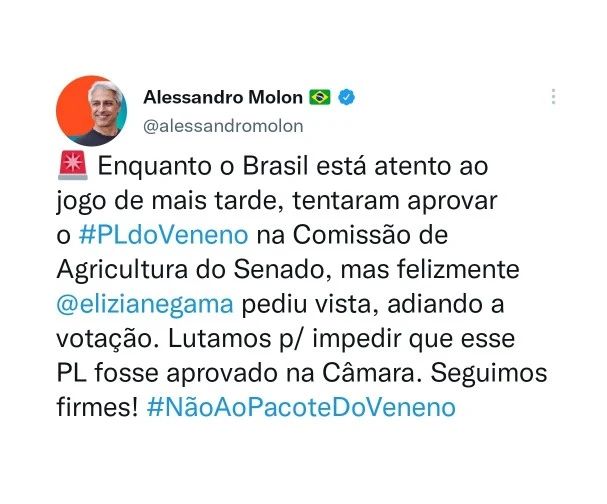 Alessandro Molon 🇧🇷
@alessandromolon
🚨 Enquanto o Brasil está atento ao
jogo de mais tarde, tentaram aprovar
o #PLdoVeneno na Comissão de
Agricultura do Senado, mas felizmente
@elizianegama pediu vista, adiando a
votação. Lutamos p/ impedir que esse
PL fosse aprovado na Câmara. Seguimos
firmes! #NãoAoPacoteDoVeneno